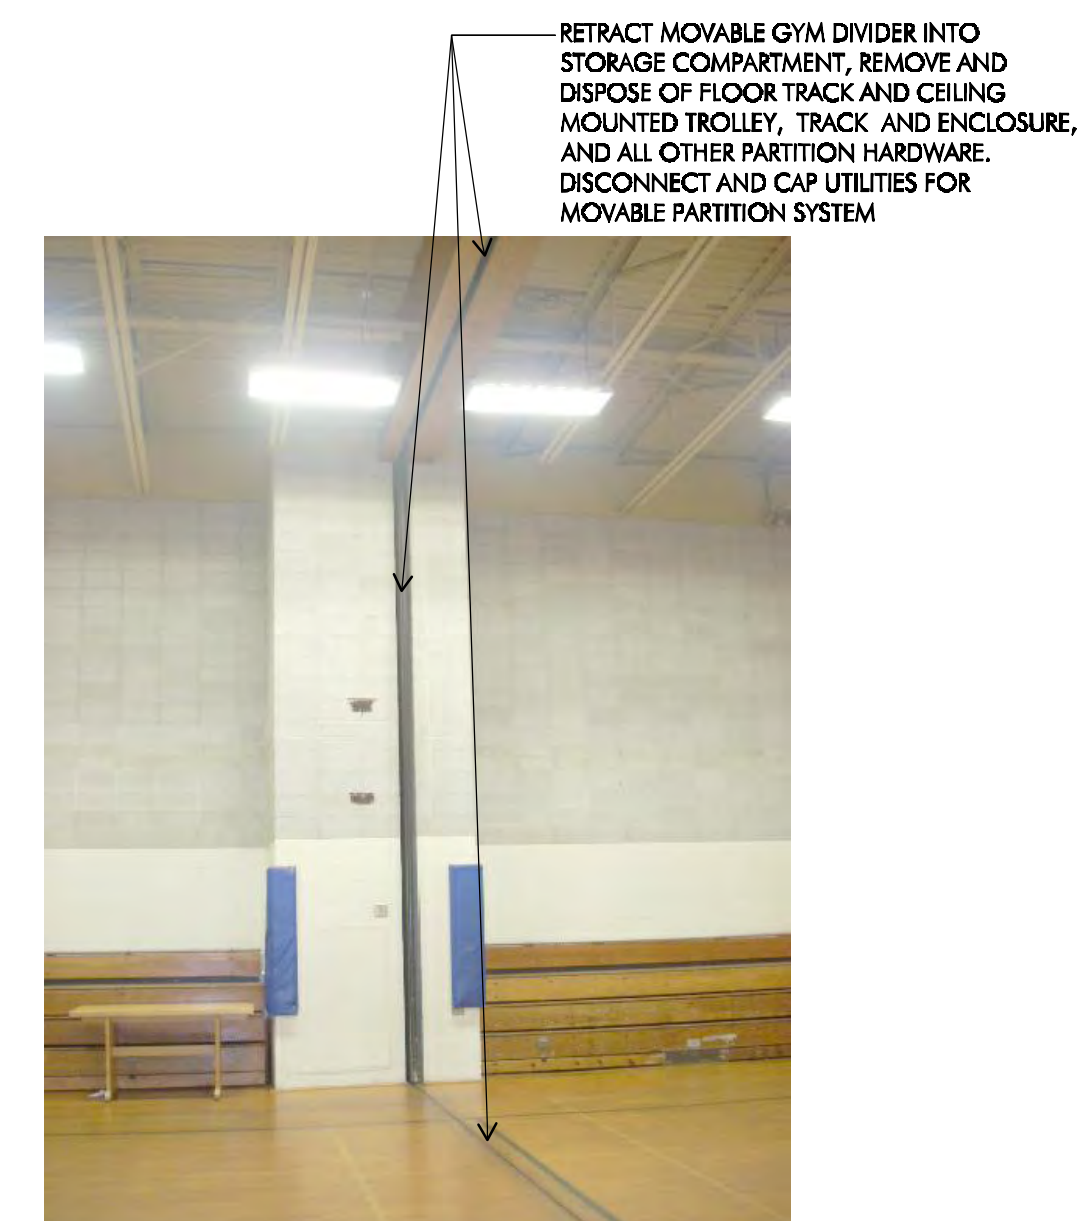 RETRACT MOVABLE GYM DIVIDER INTO
STORAGE COMPARTMENT, REMOVE AND
DISPOSE OF FLOOR TRACK AND CEILING
MOUNTED TROLLEY, TRACK AND ENCLOSURE,
AND ALL OTHER PARTITION HARDWARE.
DISCONNECT AND CAP UTILITIES FOR
MOVABLE PARTITION SYSTEM